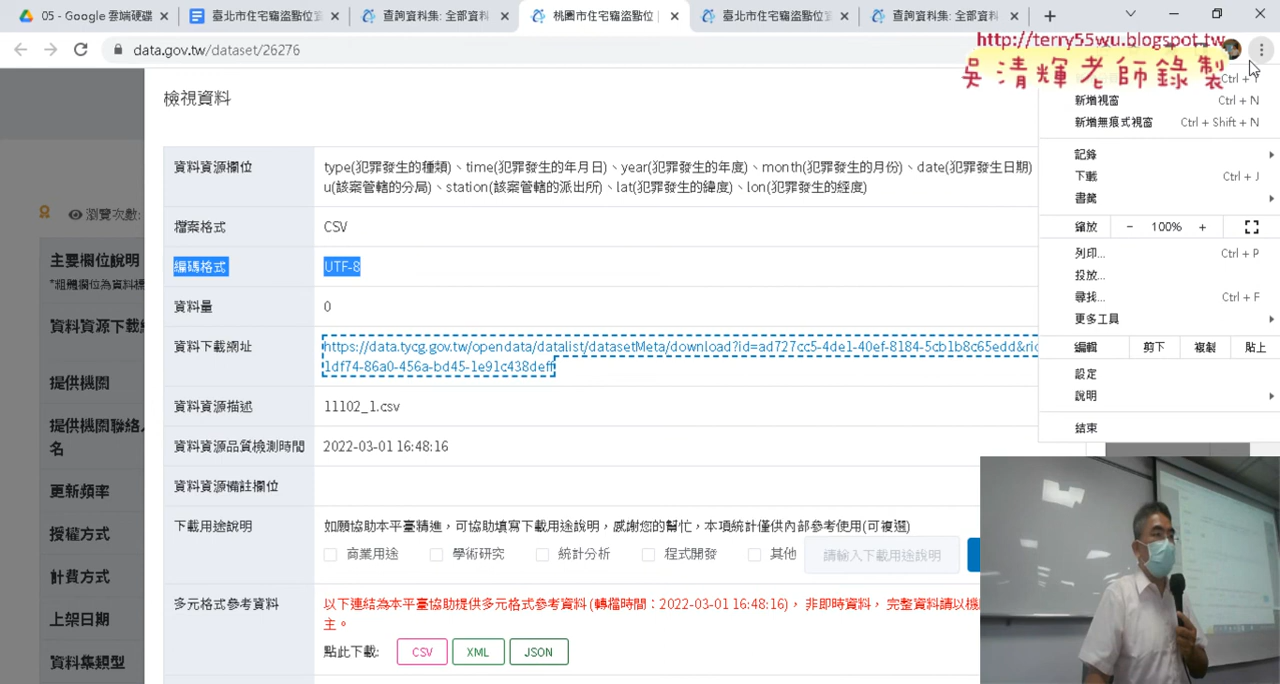 05 - Google 雲端硬碟
臺北市住宅竊盜點位資
查詢資料集: 全部資料
桃園市住宅竊盜點位 |
臺北市住宅竊盜點位
查詢資料集: 全部資料
data.gov.tw/dataset/26276
http://terry55wu.blogspot.tw
吳清輝老師錄製
檢視資料
瀏覽次數:
主要欄位說明
*粗體欄位為資料標
資料資源下載網
提供機關
提供機關聯絡人
名
更新頻率
授權方式
計費方式
上架日期
資料集類型
資料資源欄位
type(犯罪發生的種類)、time(犯罪發生的年月日)、year(犯罪發生的年度)、month(犯罪發生的月份)、date(犯罪發生日期)
u(該案管轄的分局)、station(該案管轄的派出所)、lat(犯罪發生的緯度)、lon(犯罪發生的經度)
檔案格式 CSV
編碼格式 UTF-8
資料量 0
資料下載網址
https://data.tycg.gov.tw/opendata/datalist/datasetMeta/download?id=ad727cc5-4de1-40ef-8184-5cb1b8c65edd&ric
1df74-86a0-456a-bd45-1e91c438deff
資料資源描述 11102_1.csv
資料資源品質檢測時間 2022-03-01 16:48:16
資料資源備註欄位
下載用途說明
如願協助本平臺精進，可協助填寫下載用途說明，感謝您的幫忙，本項統計僅供內部參考使用(可複選)
商業用途 學術研究 統計分析 程式開發 其他 請輸入下載用途說明
多元格式參考資料
以下連結為本平臺協助提供多元格式參考資料 (轉檔時間：2022-03-01 16:48:16)， 非即時資料， 完整資料請以機
主。
點此下載: CSV XML JSON
Ctrl + T
新增視窗 Ctrl + N
新增無痕式視窗 Ctrl + Shift + N
記錄
下載 Ctrl + J
書籤
縮放 - 100% +
列印... Ctrl + P
投放...
尋找... Ctrl + F
更多工具
編輯 剪下 複製 貼上
設定
說明
結束